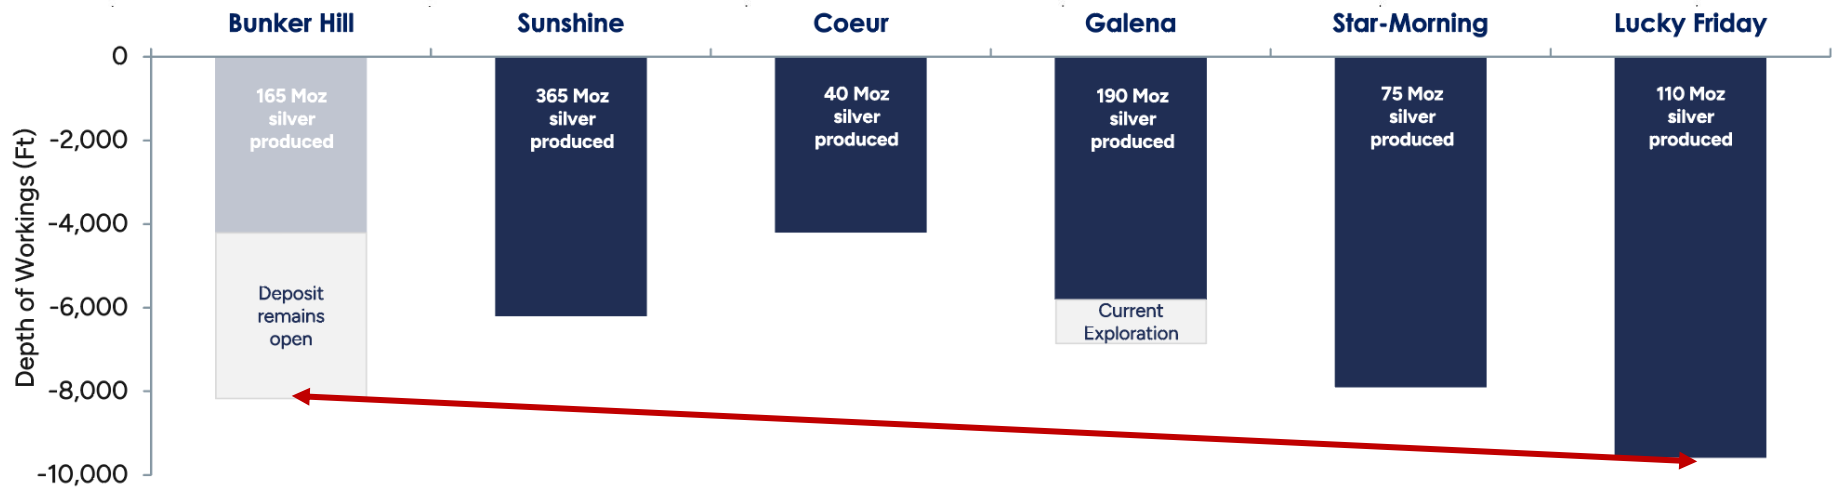 Bunker Hill
Sunshine
Coeur
Galena
Star-Morning
Lucky Friday
Depth of Workings (Ft)
0
-2,000
-4,000
-6,000
-8,000
-10,000
165 Moz
silver
produced
Deposit
remains
open
365 Moz
silver
produced
40 Moz
silver
produced
190 Moz
silver
produced
Current
Exploration
75 Moz
silver
produced
110 Moz
silver
produced